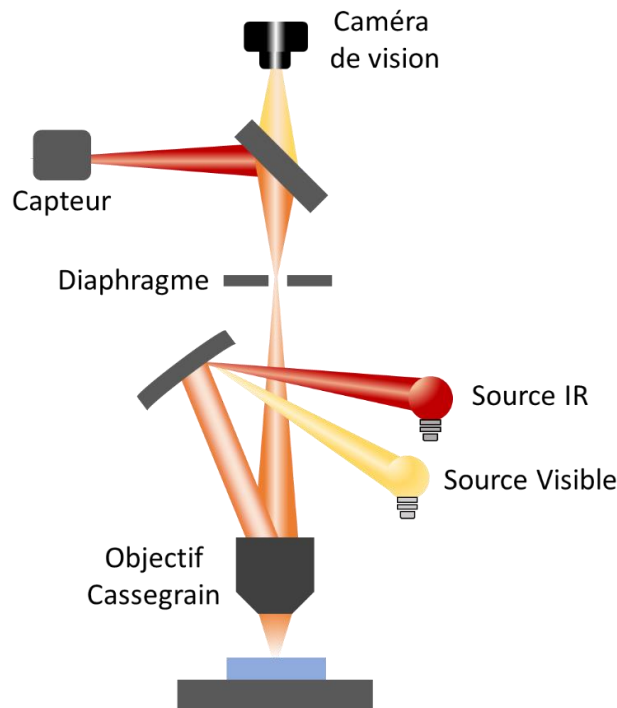 Caméra
de vision
Capteur
Diaphragme
Source IR
Source Visible
Objectif
Cassegrain